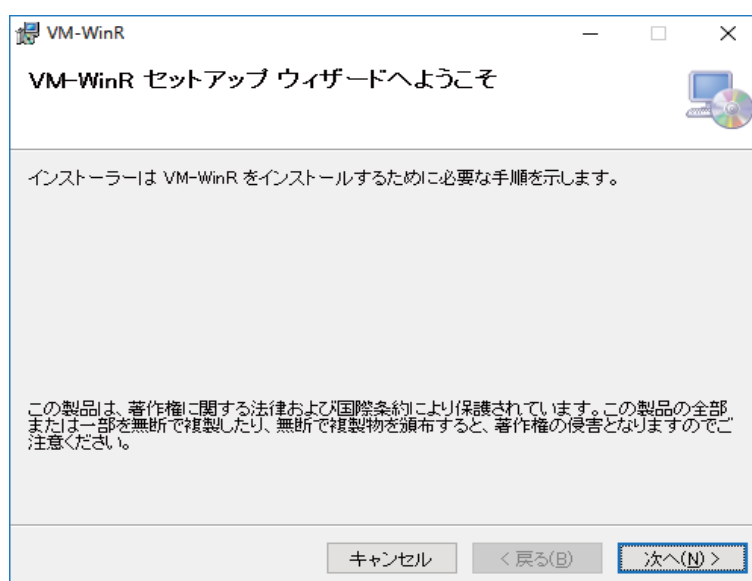 VM-WinR
VM-WinR セットアップ ウィザードへようこそ
インストーラーは VM-WinR をインストールするために必要な手順を示します。
この製品は、著作権に関する法律および国際条約により保護されています。この製品の全部
または一部を無断で複製したり、無断で複製物を頒布すると、著作権の侵害となりますのでご
注意ください。
キャンセル
< 戻る(B)
次へ(N) >